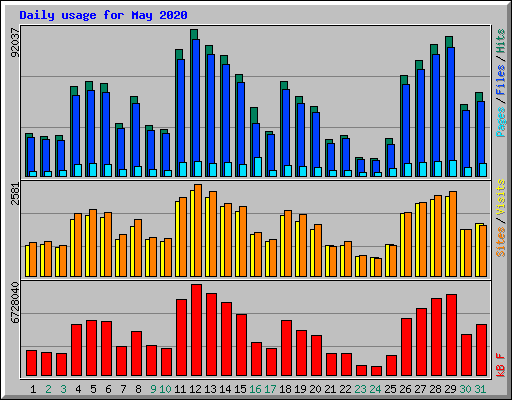 Daily usage for May 2020
92037
Pages / Files / Hits
2581
Sites / Visits
6728040
kB F
1 2 3 4 5 6 7 8 9 10 11 12 13 14 15 16 17 18 19 20 21 22 23 24 25 26 27 28 29 30 31